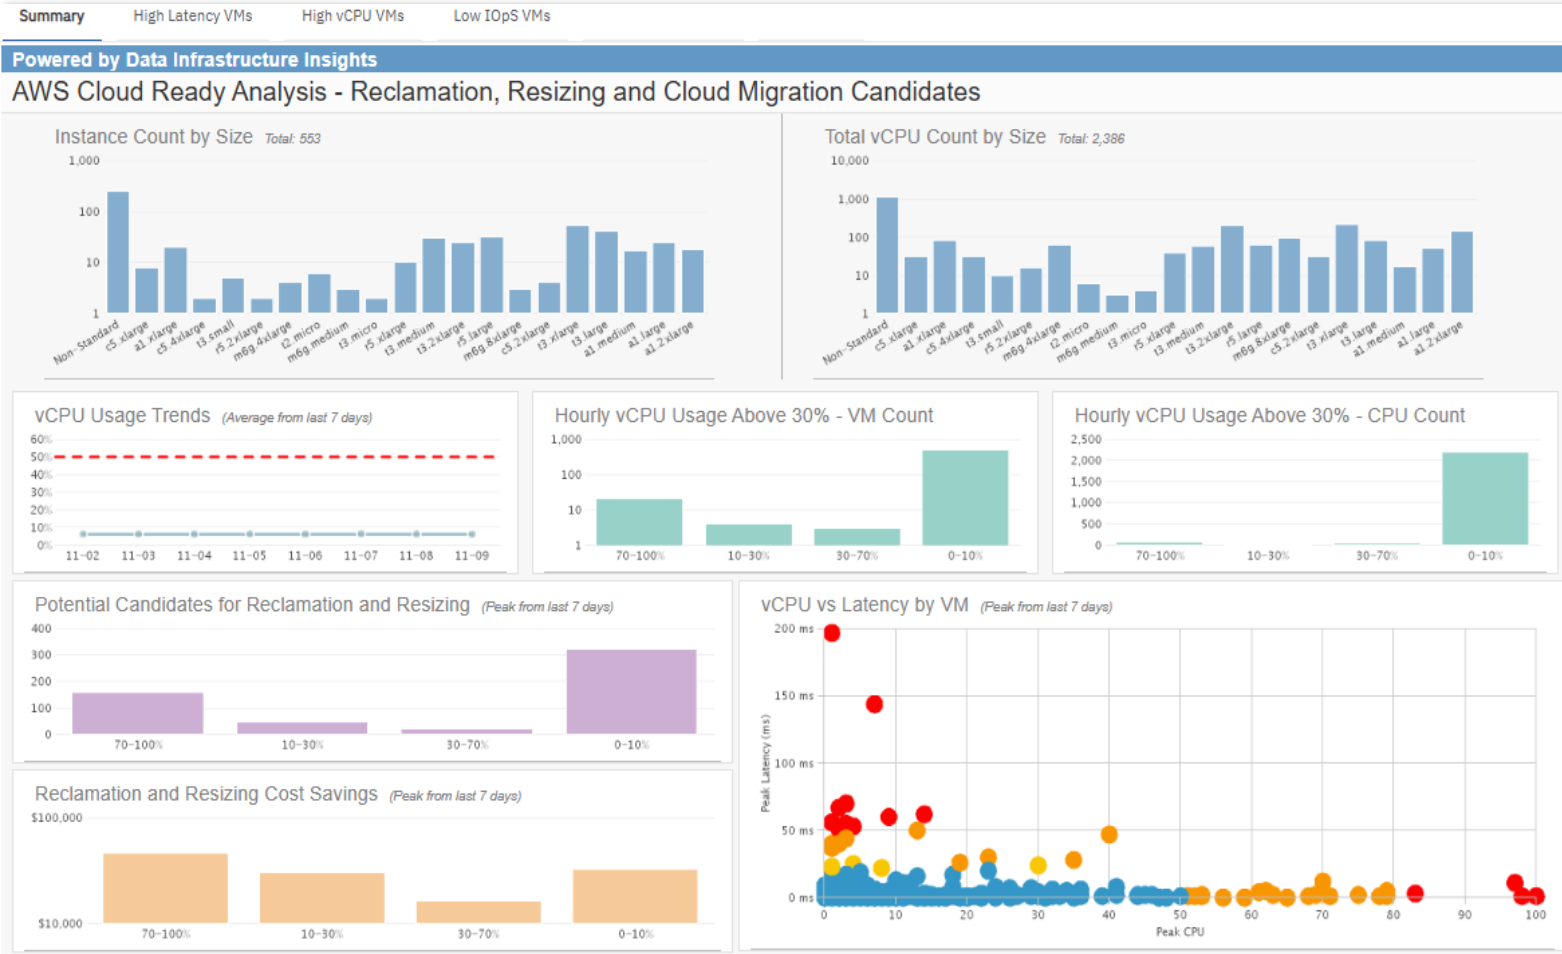 Summary
High Latency VMs
High vCPU VMs
Low IOpS VMs
Powered by Data Infrastructure Insights
AWS Cloud Ready Analysis - Reclamation, Resizing and Cloud Migration Candidates
Instance Count by Size Total: 553
1,000
100
10
1
Non-Standard
c5.xlarge
a1.xlarge
c5.4xlarge
t3.small
r5.2xlarge
m6g.4xlarge
t2.micro
m6g.medium
t3.micro
r5.xlarge
t3.medium
t3.2xlarge
r5.large
m6g.8xlarge
c5.2xlarge
t3.xlarge
t3.large
a1.medium
a1.large
a1.2xlarge
Total vCPU Count by Size Total: 2,386
10,000
1,000
100
10
1
Non-Standard
c5.xlarge
a1.xlarge
c5.4xlarge
t3.small
r5.2xlarge
m6g.4xlarge
t2.micro
m6g.medium
t3.micro
r5.xlarge
t3.medium
t3.2xlarge
r5.large
m6g.8xlarge
c5.2xlarge
t3.xlarge
t3.large
a1.medium
a1.large
a1.2xlarge
vCPU Usage Trends (Average from last 7 days)
60%
50%
40%
30%
20%
10%
0%
11-02 11-03 11-04 11-05 11-06 11-07 11-08 11-09
Hourly vCPU Usage Above 30% - VM Count
1,000
100
10
1
70-100% 10-30% 30-70% 0-10%
Hourly vCPU Usage Above 30% - CPU Count
2,500
2,000
1,500
1,000
500
0
70-100% 10-30% 30-70% 0-10%
Potential Candidates for Reclamation and Resizing (Peak from last 7 days)
400
300
200
100
0
70-100% 10-30% 30-70% 0-10%
Reclamation and Resizing Cost Savings (Peak from last 7 days)
$100,000
$10,000
70-100% 10-30% 30-70% 0-10%
vCPU vs Latency by VM (Peak from last 7 days)
Peak Latency (ms)
200 ms
150 ms
100 ms
50 ms
0 ms
0 10 20 30 40 50 60 70 80 90 100
Peak CPU